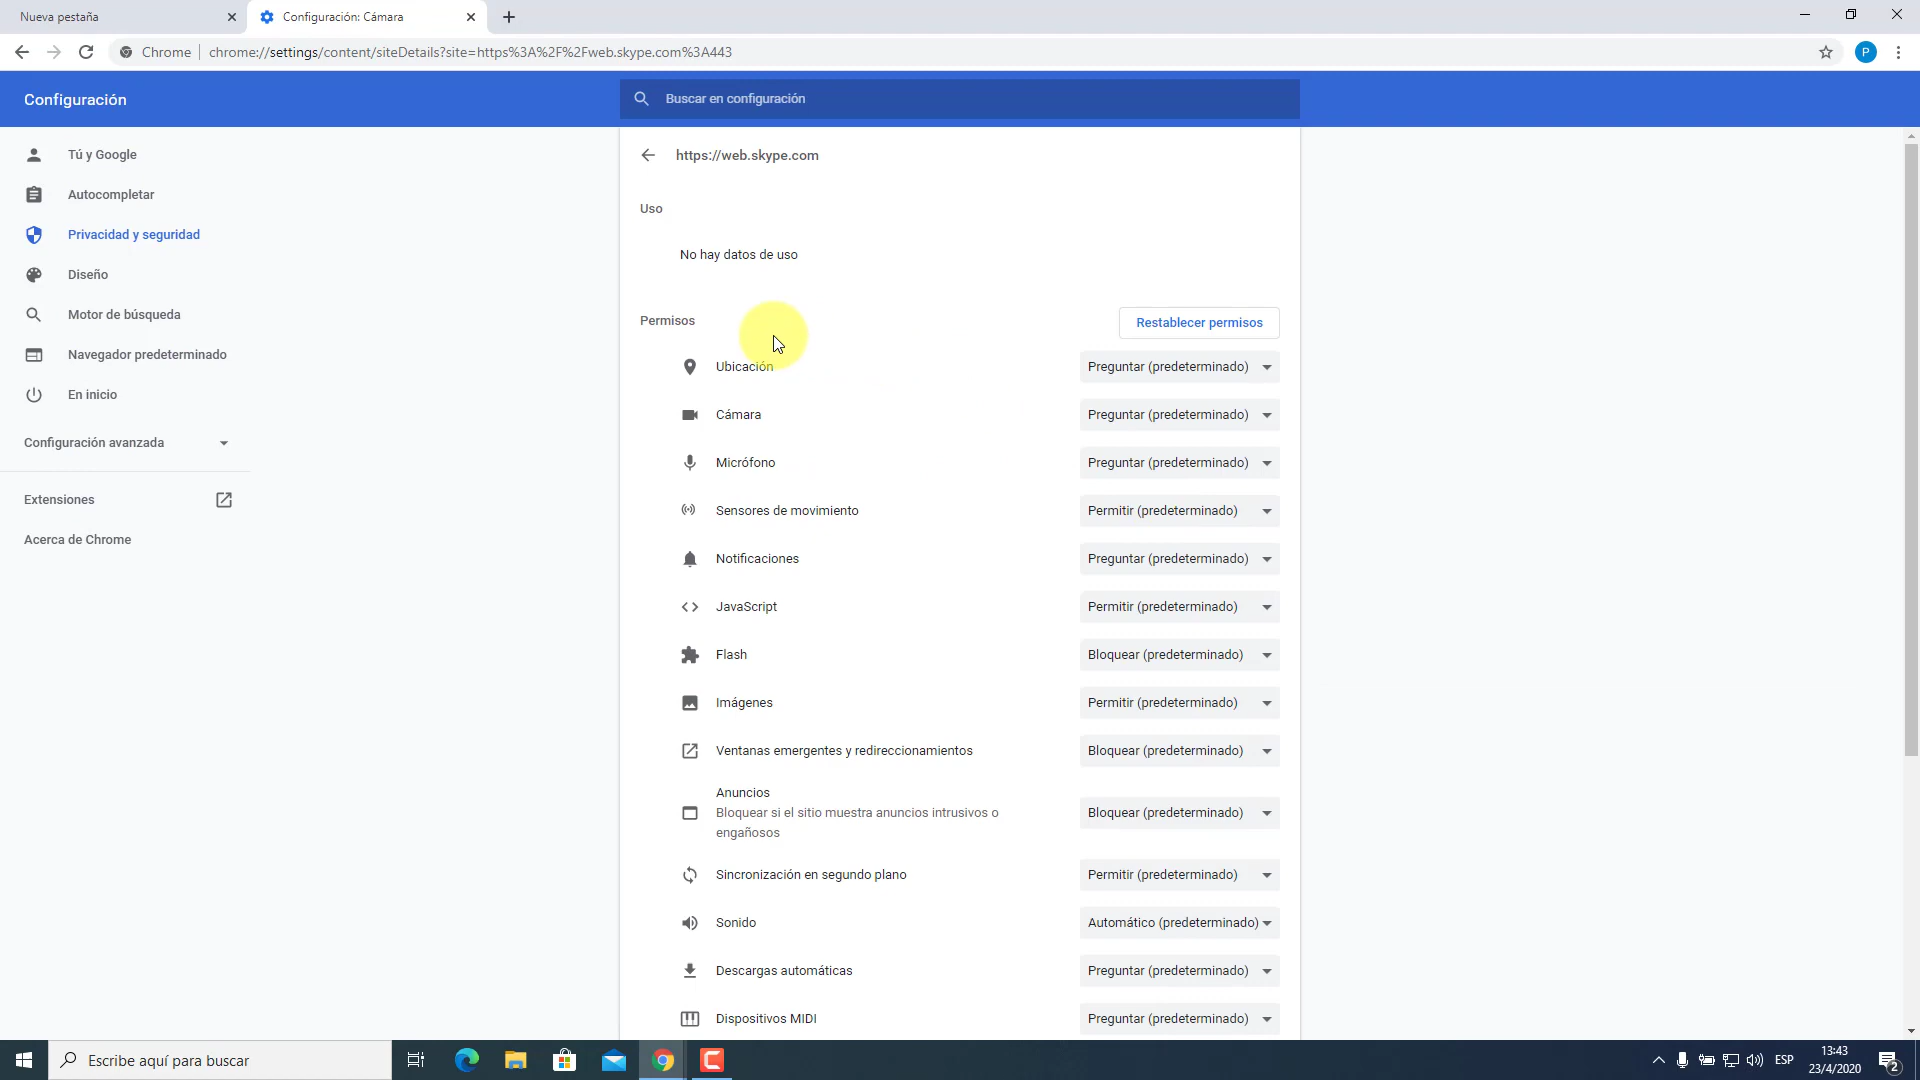 Nueva pestaña
Configuración: Cámara
Chrome
chrome://settings/content/siteDetails?site=https%3A%2F%2Fweb.skype.com%3A443
P
Configuración
Buscar en configuración
Tú y Google
Autocompletar
Privacidad y seguridad
Diseño
Motor de búsqueda
Navegador predeterminado
En inicio
Configuración avanzada
Extensiones
Acerca de Chrome
https://web.skype.com
Uso
No hay datos de uso
Permisos
Restablecer permisos
Ubicación
Preguntar (predeterminado)
Cámara
Preguntar (predeterminado)
Micrófono
Preguntar (predeterminado)
Sensores de movimiento
Permitir (predeterminado)
Notificaciones
Preguntar (predeterminado)
JavaScript
Permitir (predeterminado)
Flash
Bloquear (predeterminado)
Imágenes
Permitir (predeterminado)
Ventanas emergentes y redireccionamientos
Bloquear (predeterminado)
Anuncios
Bloquear si el sitio muestra anuncios intrusivos o
engañosos
Bloquear (predeterminado)
Sincronización en segundo plano
Permitir (predeterminado)
Sonido
Automático (predeterminado)
Descargas automáticas
Preguntar (predeterminado)
Dispositivos MIDI
Preguntar (predeterminado)
Escribe aquí para buscar
ESP
13:43
23/4/2020
2